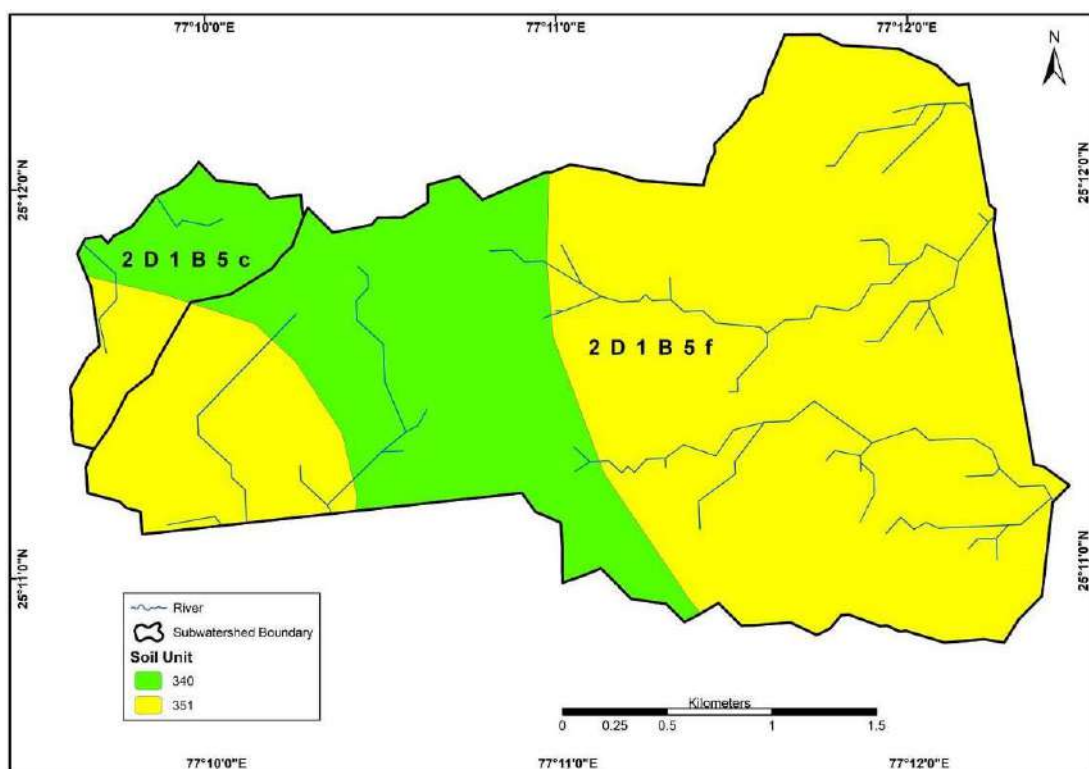 77°10'0"E 77°11'0"E 77°12'0"E
N
25°12'0"N 25°12'0"N
2 D 1 B 5 c
2 D 1 B 5 f
25°11'0"N 25°11'0"N
River
Subwatershed Boundary
Soil Unit
340
351
Kilometers
0 0.25 0.5 1 1.5
77°10'0"E 77°11'0"E 77°12'0"E